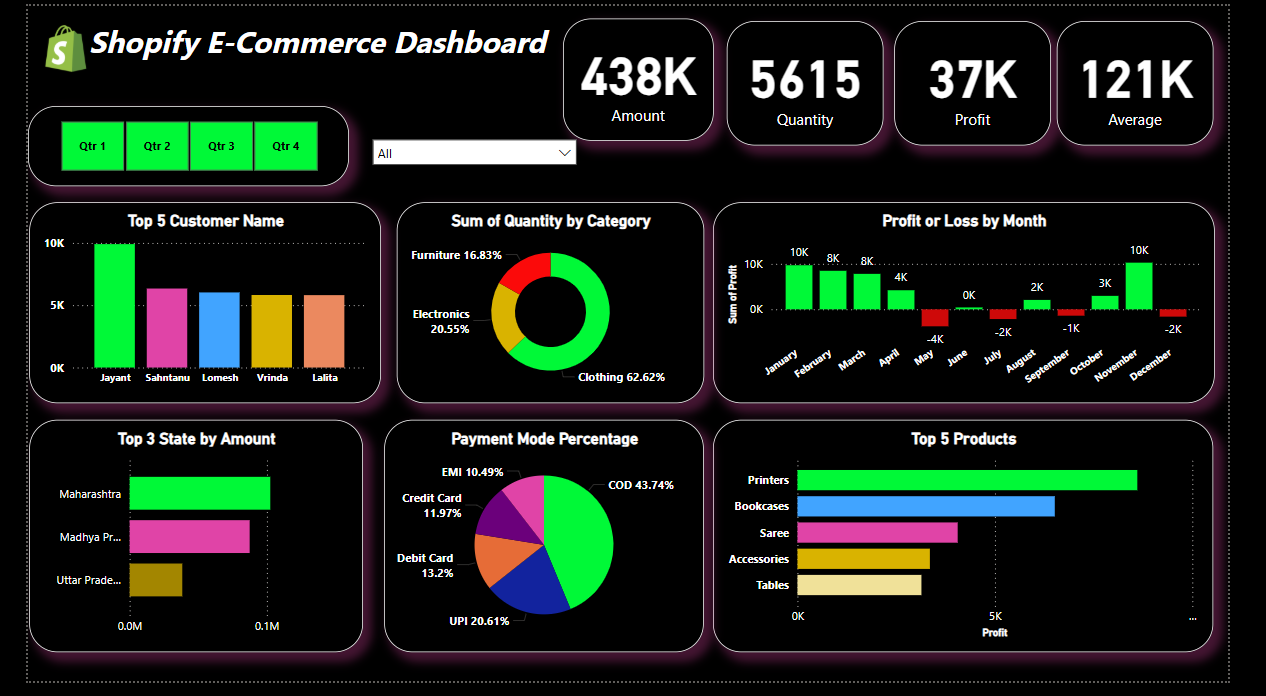 Shopify E-Commerce Dashboard
438K
Amount
5615
Quantity
37K
Profit
121K
Average
Qtr 1
Qtr 2
Qtr 3
Qtr 4
All
Top 5 Customer Name
10K
5K
0K
Jayant
Sahntanu
Lomesh
Vrinda
Lalita
Sum of Quantity by Category
Furniture 16.83%
Electronics
20.55%
Clothing 62.62%
Profit or Loss by Month
Sum of Profit
10K
0K
10K
8K
8K
4K
-4K
0K
-2K
2K
-1K
3K
10K
-2K
January
February
March
April
May
June
July
August
September
October
November
December
Top 3 State by Amount
Maharashtra
Madhya Pr...
Uttar Prade...
0.0M
0.1M
Payment Mode Percentage
EMI 10.49%
COD 43.74%
Credit Card
11.97%
Debit Card
13.2%
UPI 20.61%
Top 5 Products
Printers
Bookcases
Saree
Accessories
Tables
0K
5K
...
Profit